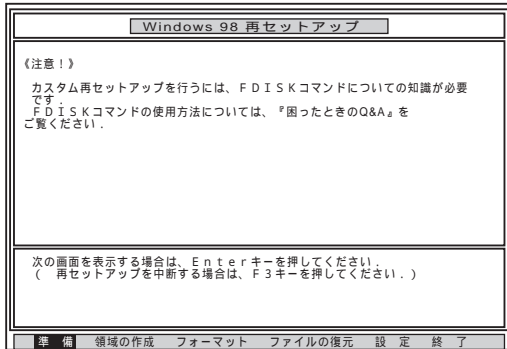 Windows 98 再セットアップ
《注意!》
カスタム再セットアップを行うには、FDISKコマンドについての知識が必要
です.
FDISKコマンドの使用方法については、『困ったときのQ&A』を
ご覧ください.
次の画面を表示する場合は、Enterキーを押してください.
( 再セットアップを中断する場合は、F3キーを押してください.)
準 備 領域の作成 フォーマット ファイルの復元 設 定 終 了